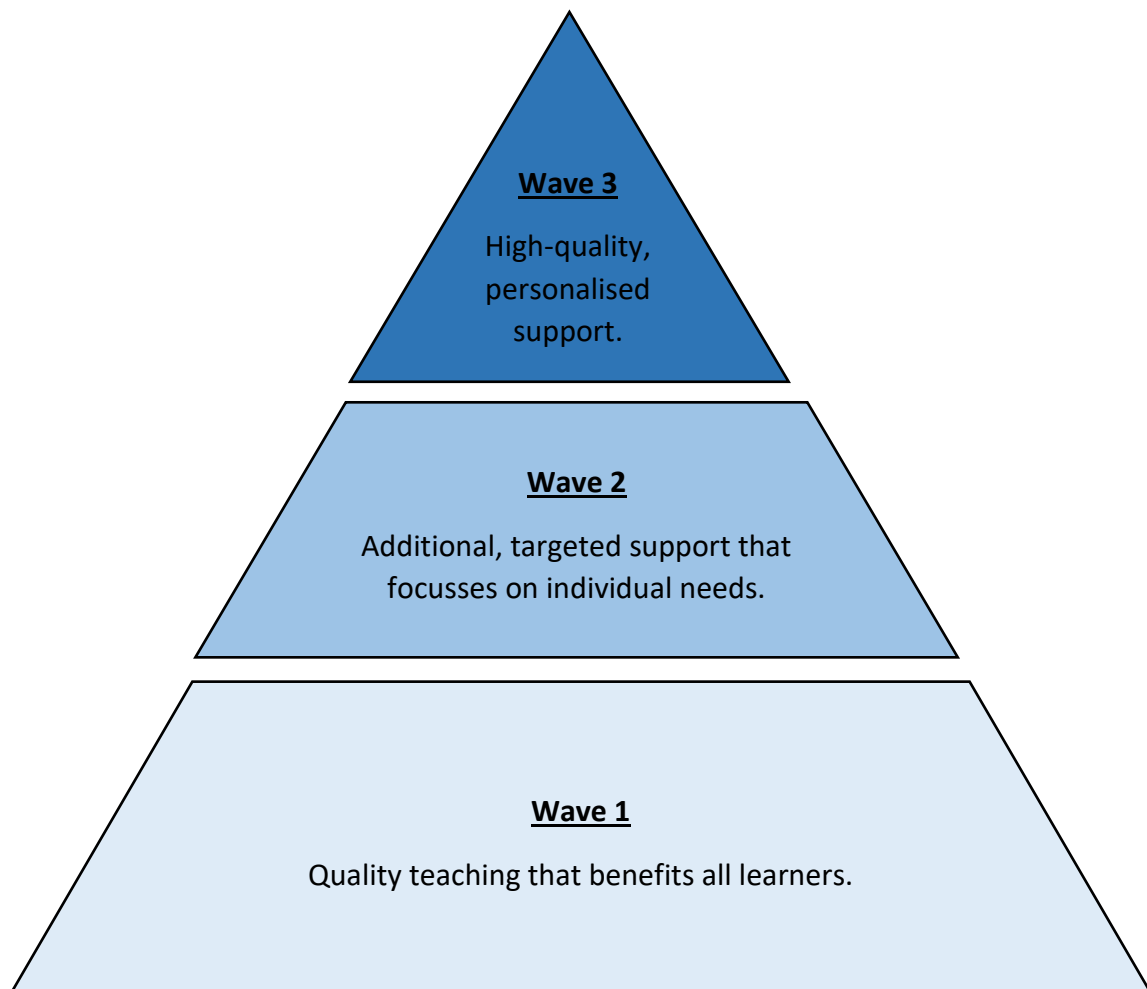 Wave 3
High-quality,
personalised
support.
Wave 2
Additional, targeted support that
focusses on individual needs.
Wave 1
Quality teaching that benefits all learners.